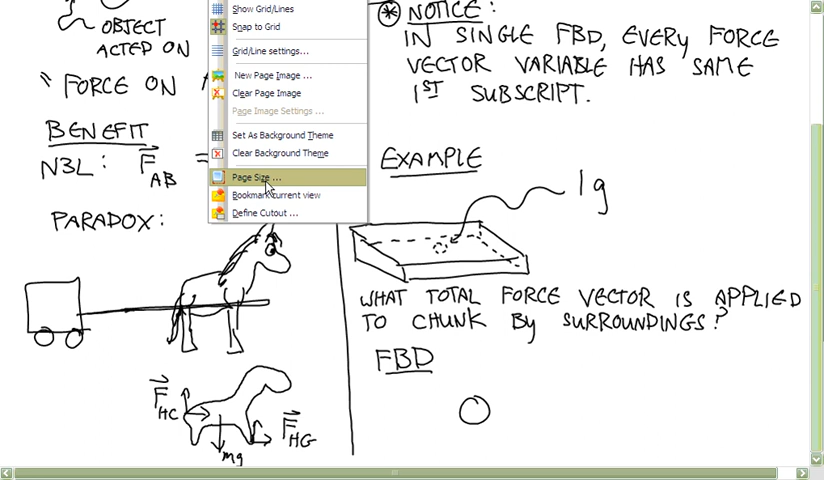 OBJECT
ACTED ON
"FORCE ON
BENEFIT
N3L: F AB =
PARADOX:
F HC
F HG
mg
Show Grid/Lines
Snap to Grid
Grid/Line settings...
New Page Image ...
Clear Page Image
Page Image Settings ...
Set As Background Theme
Clear Background Theme
Page Size ...
Bookmark current view
Define Cutout ...
* NOTICE:
IN SINGLE FBD, EVERY FORCE
VECTOR VARIABLE HAS SAME
1ST SUBSCRIPT.
EXAMPLE
1g
WHAT TOTAL FORCE VECTOR IS APPLIED
TO CHUNK BY SURROUNDINGS?
FBD